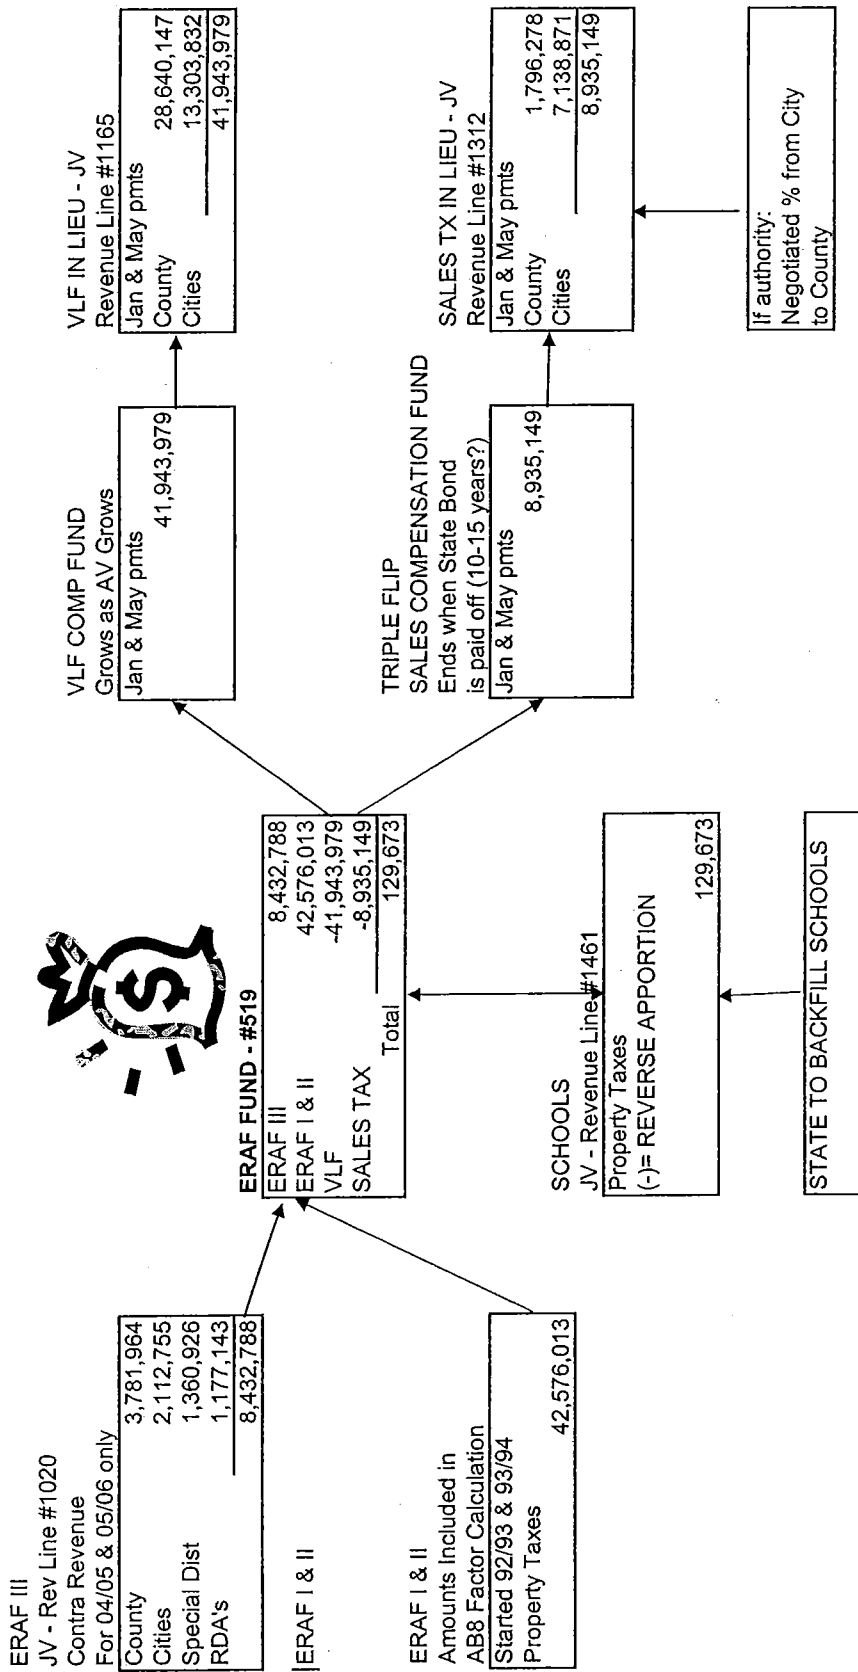 ERAF III
JV - Rev Line #1020
Contra Revenue
For 04/05 & 05/06 only
County 3,781,964
Cities 2,112,755
Special Dist 1,360,926
RDA's 1,177,143
8,432,788
ERAF I & II
ERAF I & II
Amounts Included in
AB8 Factor Calculation
Started 92/93 & 93/94
Property Taxes
42,576,013
$
ERAF FUND - #519
ERAF III 8,432,788
ERAF I & II 42,576,013
VLF -41,943,979
SALES TAX -8,935,149
Total 129,673
SCHOOLS
JV - Revenue Line #1461
Property Taxes
(-)= REVERSE APPORTION
129,673
STATE TO BACKFILL SCHOOLS
VLF COMP FUND
Grows as AV Grows
Jan & May pmts
41,943,979
TRIPLE FLIP
SALES COMPENSATION FUND
Ends when State Bond
is paid off (10-15 years?)
Jan & May pmts
8,935,149
VLF IN LIEU - JV
Revenue Line #1165
Jan & May pmts
County 28,640,147
Cities 13,303,832
41,943,979
SALES TX IN LIEU - JV
Revenue Line #1312
Jan & May pmts
County 1,796,278
Cities 7,138,871
8,935,149
If authority:
Negotiated % from City
to County